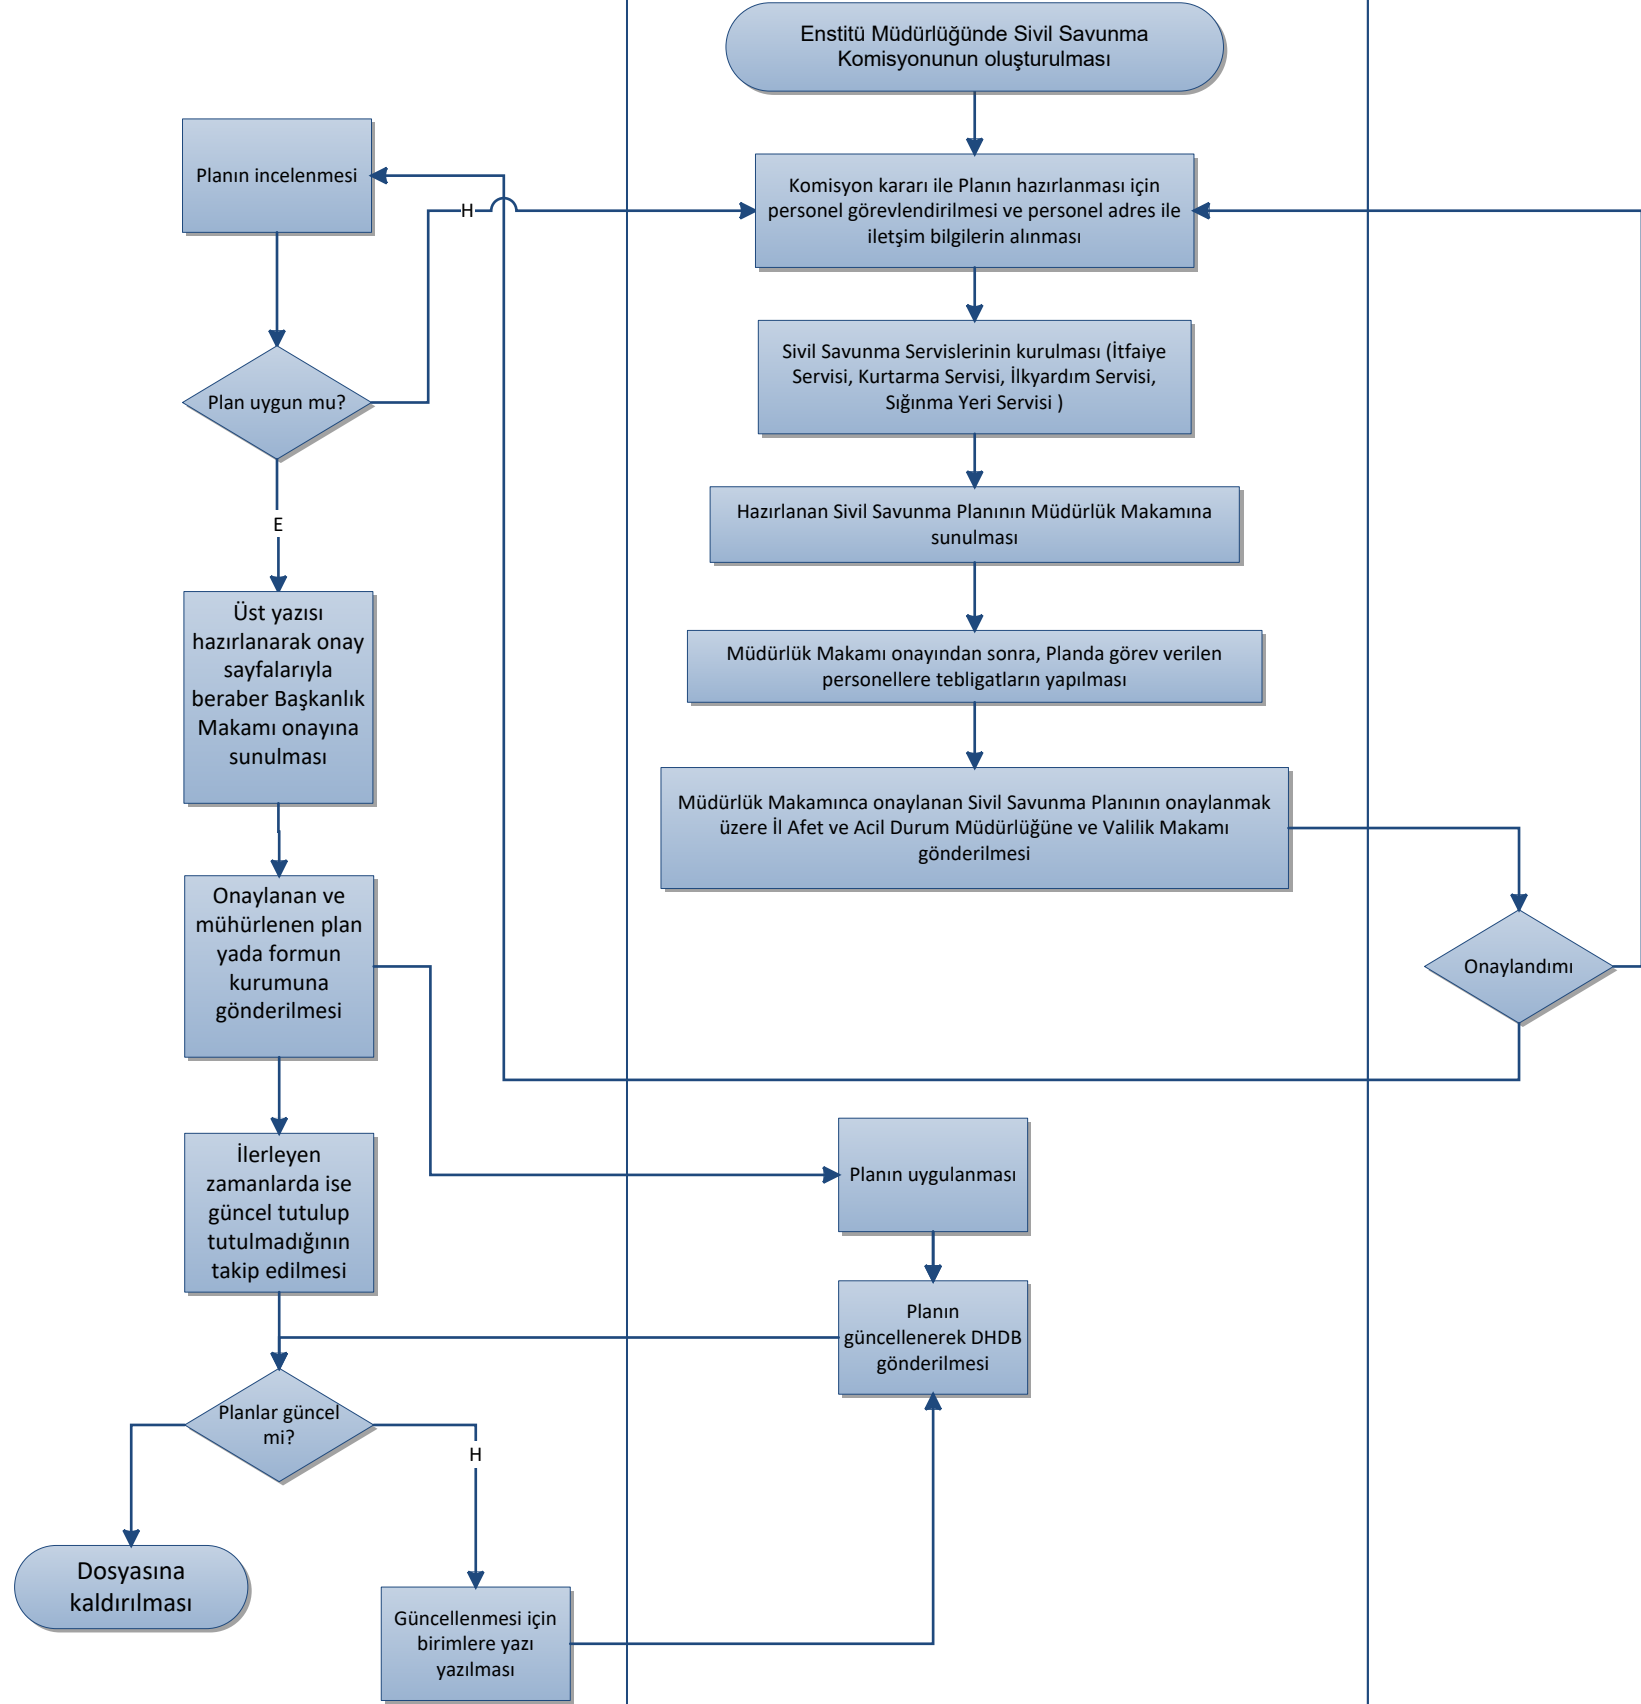 Enstitü Müdürlüğünde Sivil Savunma
Komisyonunun oluşturulması
Planın incelenmesi
Komisyon kararı ile Planın hazırlanması için
personel görevlendirilmesi ve personel adres ile
iletşim bilgilerin alınması
H
Sivil Savunma Servislerinin kurulması (İtfaiye
Servisi, Kurtarma Servisi, İlkyardım Servisi,
Sığınma Yeri Servisi )
Plan uygun mu?
E
Hazırlanan Sivil Savunma Planının Müdürlük Makamına
sunulması
Üst yazısı
hazırlanarak onay
sayfalarıyla
beraber Başkanlık
Makamı onayına
sunulması
Müdürlük Makamı onayından sonra, Planda görev verilen
personellere tebligatların yapılması
Müdürlük Makamınca onaylanan Sivil Savunma Planının onaylanmak
üzere İl Afet ve Acil Durum Müdürlüğüne ve Valilik Makamı
gönderilmesi
Onaylanan ve
mühürlenen plan
yada formun
kurumuna
gönderilmesi
Onaylandımı
İlerleyen
zamanlarda ise
güncel tutulup
tutulmadığının
takip edilmesi
Planın uygulanması
Planın
güncellenerek DHDB
gönderilmesi
Planlar güncel
mi?
H
Dosyasına
kaldırılması
Güncellenmesi için
birimlere yazı
yazılması